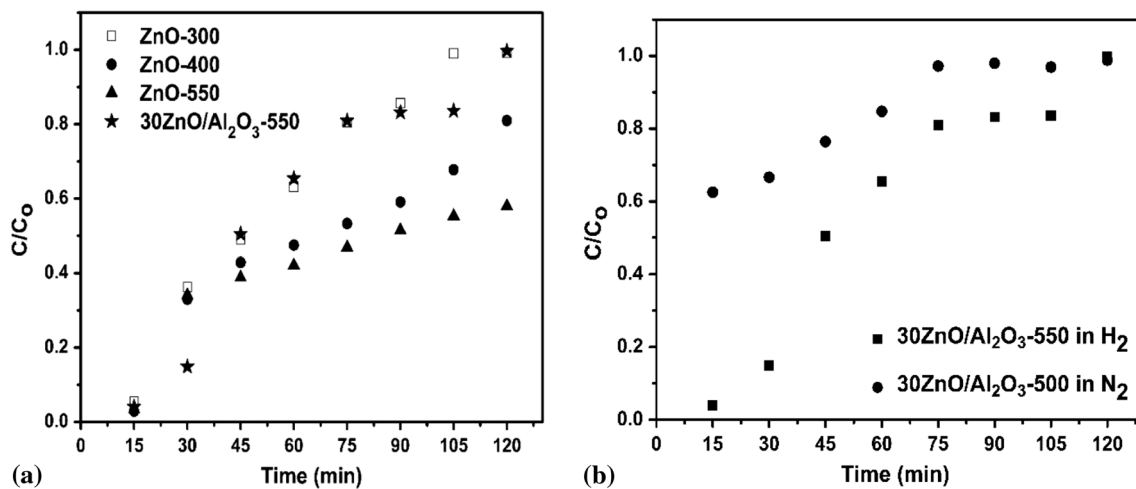 ZnO-300
ZnO-400
ZnO-550
30ZnO/Al₂O₃-550
C/C₀
1.0
0.8
0.6
0.4
0.2
0.0
0 15 30 45 60 75 90 105 120
Time (min)
(a)
C/C₀
1.0
0.8
0.6
0.4
0.2
0.0
30ZnO/Al₂O₃-550 in H₂
30ZnO/Al₂O₃-500 in N₂
0 15 30 45 60 75 90 105 120
Time (min)
(b)